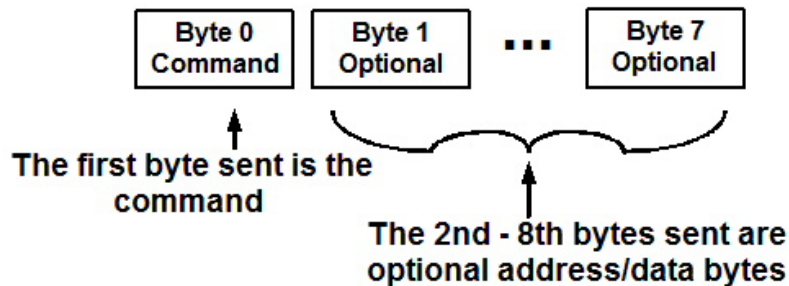 Byte 0
Command
Byte 1
Optional
...
Byte 7
Optional
The first byte sent is the
command
The 2nd - 8th bytes sent are
optional address/data bytes